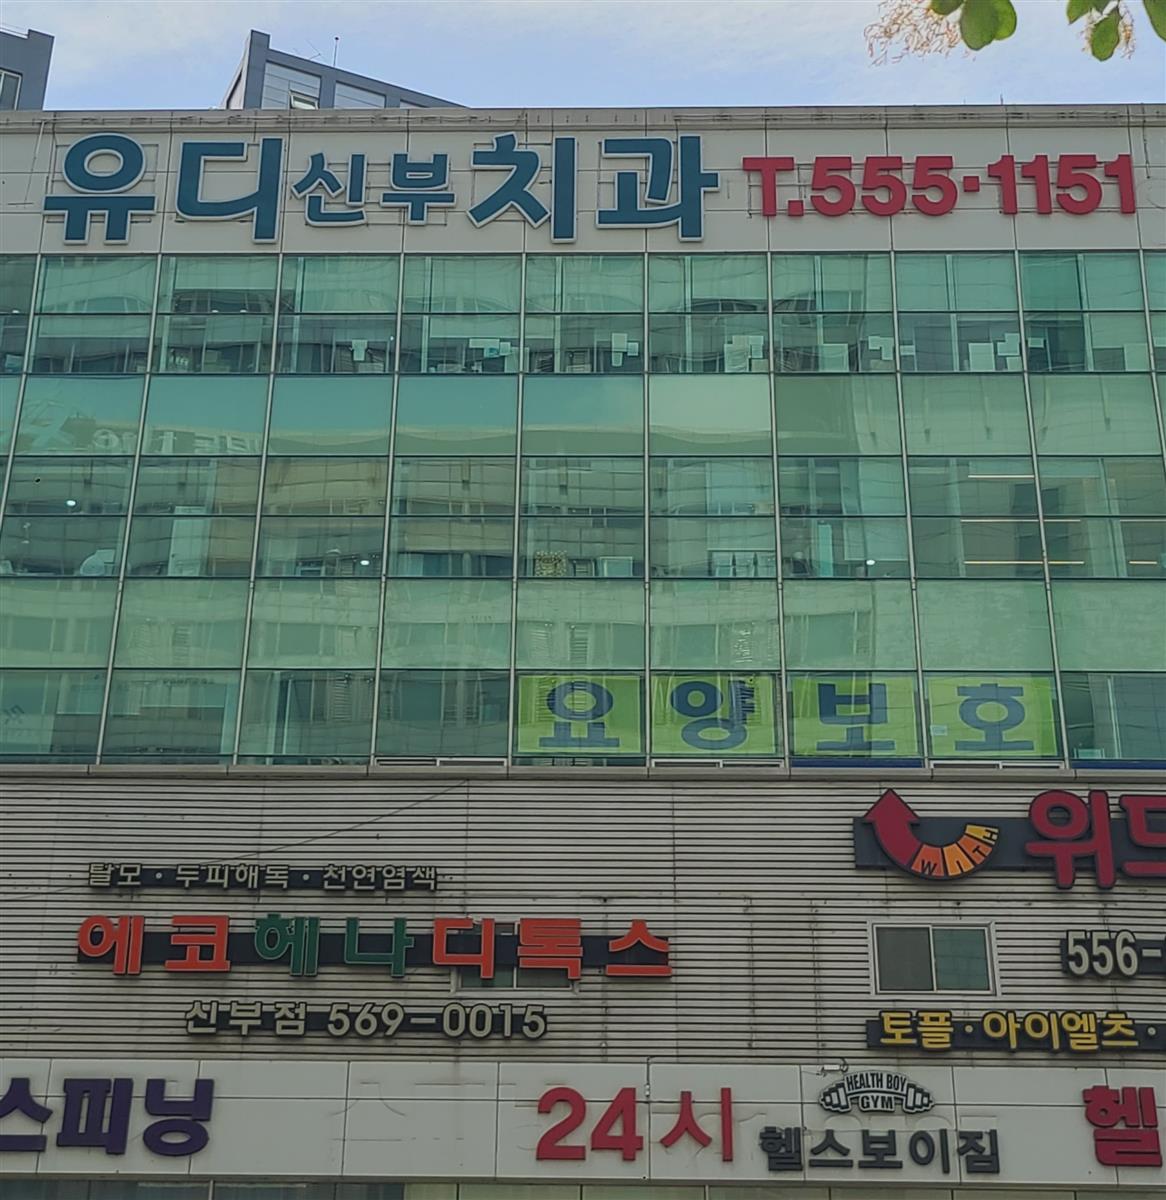 유디신부치과 T.555-1151
요양보호
WITH 위드
탈모·두피해독·천연염색
에코헤나디톡스
556-
신부점 569-0015
토플·아이엘츠·
스피닝
24시
HEALTH BOY
GYM
헬스보이짐
헬